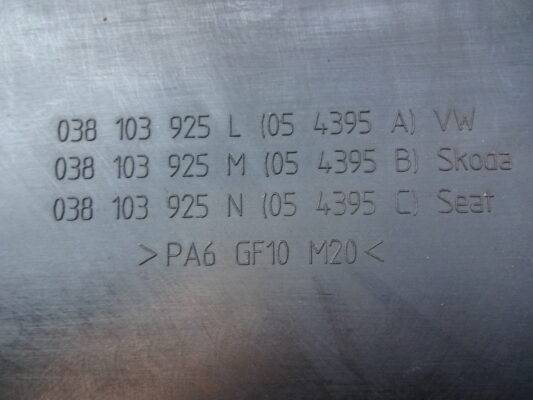 038 103 925 L (05 4395 A) VW
038 103 925 M (05 4395 B) Skoda
038 103 925 N (05 4395 C) Seat
>PA6 GF10 M20<